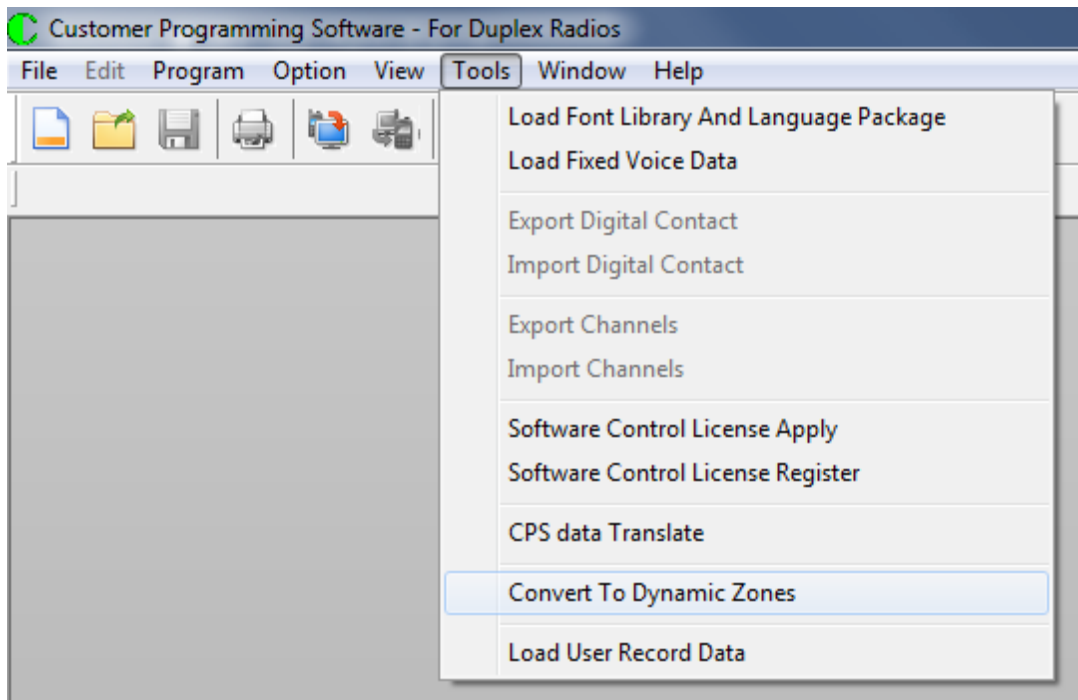 Customer Programming Software - For Duplex Radios
File Edit Program Option View Tools Window Help
Load Font Library And Language Package
Load Fixed Voice Data
Export Digital Contact
Import Digital Contact
Export Channels
Import Channels
Software Control License Apply
Software Control License Register
CPS data Translate
Convert To Dynamic Zones
Load User Record Data